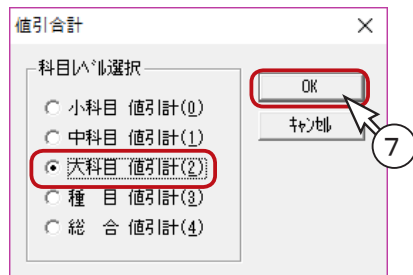 値引合計
科目ﾚﾍﾞﾙ選択
小科目 値引計(0)
中科目 値引計(1)
大科目 値引計(2)
種　目 値引計(3)
総　合 値引計(4)
OK
ｷｬﾝｾﾙ
7